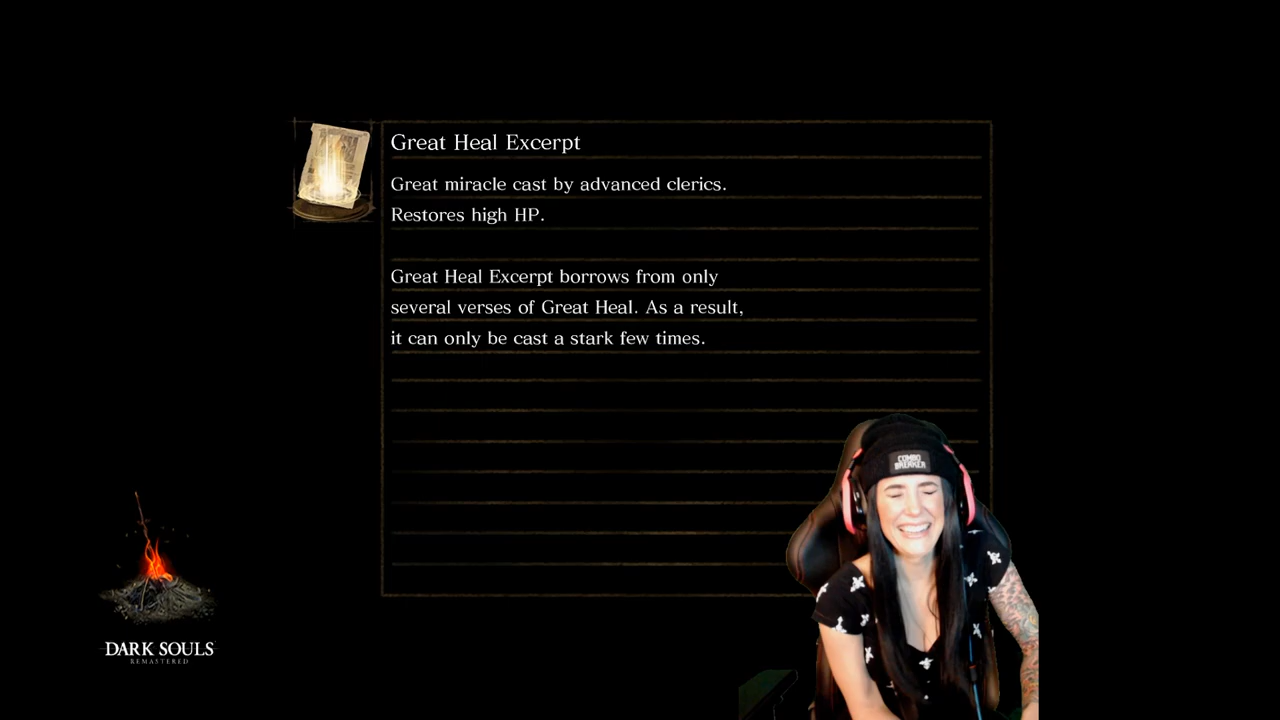 Great Heal Excerpt
Great miracle cast by advanced clerics.
Restores high HP.
Great Heal Excerpt borrows from only
several verses of Great Heal. As a result,
it can only be cast a stark few times.
COMBO
BREAKER
DARK SOULS
REMASTERED